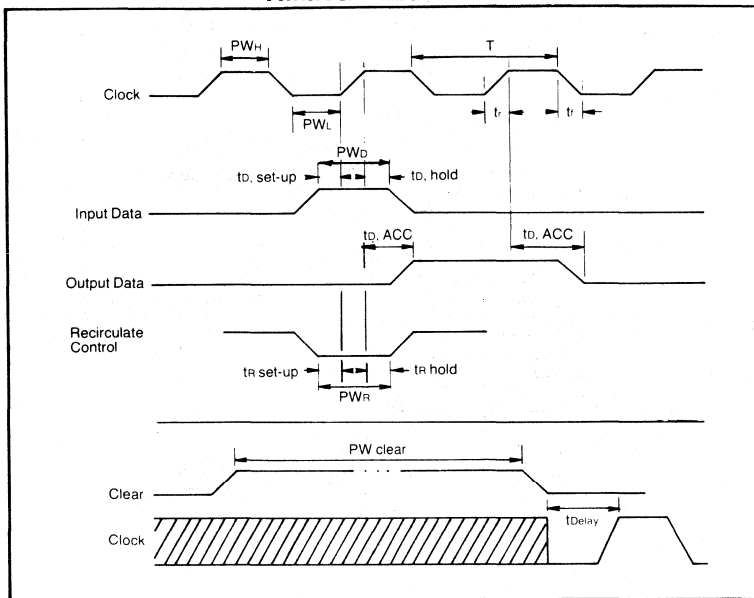 PWH
T
Clock
PWL
tr
tf
PWD
tD, set-up
tD, hold
Input Data
tD, ACC
tD, ACC
Output Data
Recirculate
Control
tR set-up
tR hold
PWR
PW clear
Clear
tDelay
Clock